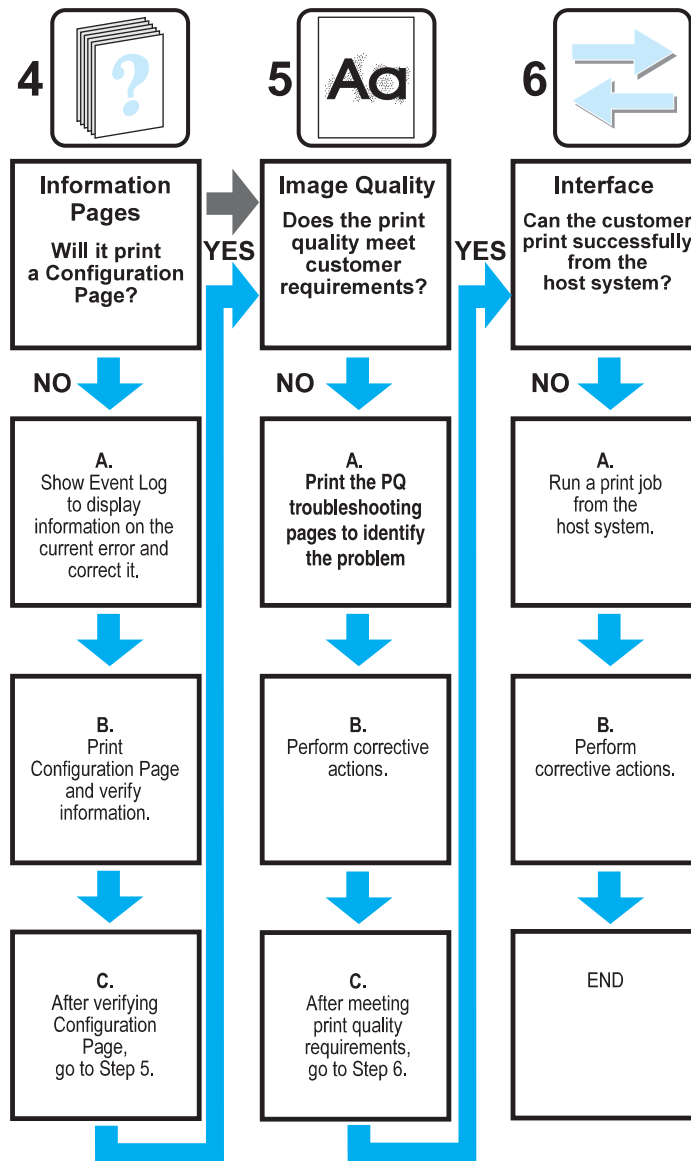 4
?
Information
Pages
Will it print
a Configuration
Page?
YES
NO
A.
Show Event Log
to display
information on the
current error and
correct it.
B.
Print
Configuration Page
and verify
information.
C.
After verifying
Configuration
Page,
go to Step 5.
5
Aa
Image Quality
Does the print
quality meet
customer
requirements?
YES
NO
A.
Print the PQ
troubleshooting
pages to identify
the problem
B.
Perform corrective
actions.
C.
After meeting
print quality
requirements,
go to Step 6.
6
Interface
Can the customer
print successfully
from the
host system?
NO
A.
Run a print job
from the
host system.
B.
Perform
corrective actions.
END